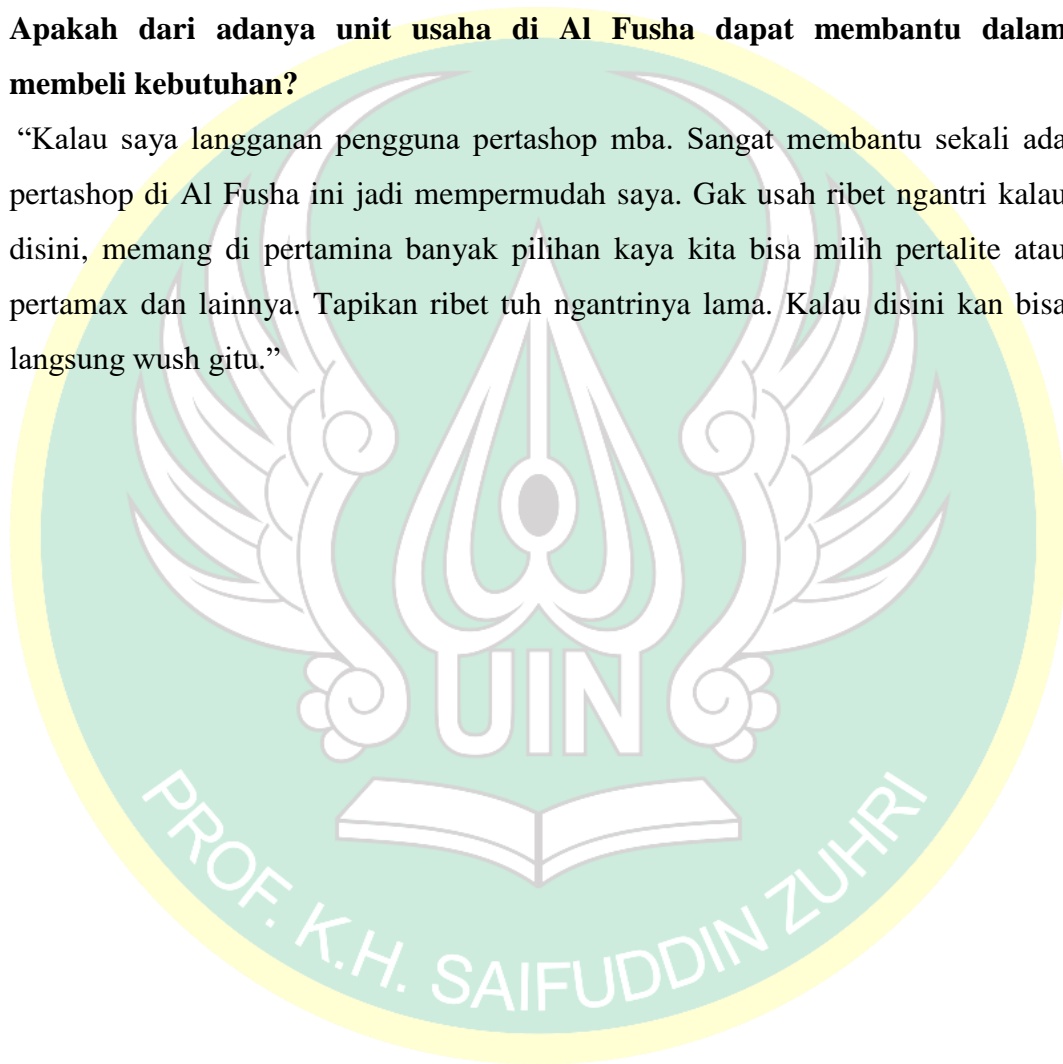 Apakah dari adanya unit usaha di Al Fusha dapat membantu dalam
membeli kebutuhan?
“Kalau saya langganan pengguna pertashop mba. Sangat membantu sekali ada
pertashop di Al Fusha ini jadi mempermudah saya. Gak usah ribet ngantri kalau
disini, memang di pertamina banyak pilihan kaya kita bisa milih pertalite atau
pertamax dan lainnya. Tapikan ribet tuh ngantrinya lama. Kalau disini kan bisa
langsung wush gitu.”
UIN
PROF. K.H. SAIFUDDIN ZUHRI